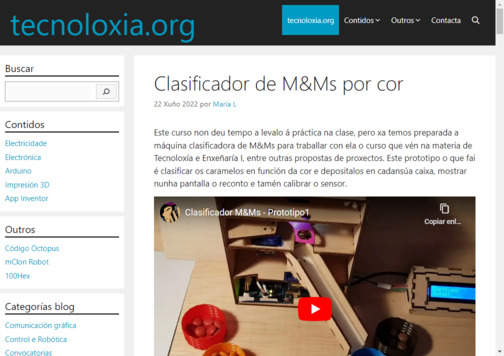 tecnoloxia.org
tecnoloxia.org Contidos Outros Contacta
Buscar
Contidos
Electricidade
Electrónica
Arduino
Impresión 3D
App Inventor
Outros
Código Octopus
mClon Robot
100Hex
Categorías blog
Comunicación gráfica
Control e Robótica
Convocatorias
Clasificador de M&Ms por cor
22 Xuño 2022 por María L
Este curso non deu tempo a levalo á práctica na clase, pero xa temos preparada a
máquina clasificadora de M&Ms para traballar con ela o curso que vén na materia de
Tecnoloxía e Enxeñaría I, entre outras propostas de proxectos. Este prototipo o que fai
é clasificar os caramelos en función da cor e depositalos en cadansúa caixa, mostrar
nunha pantalla o reconto e tamén calibrar o sensor.
Clasificador M&Ms - Prototipo1
Copiar enl...